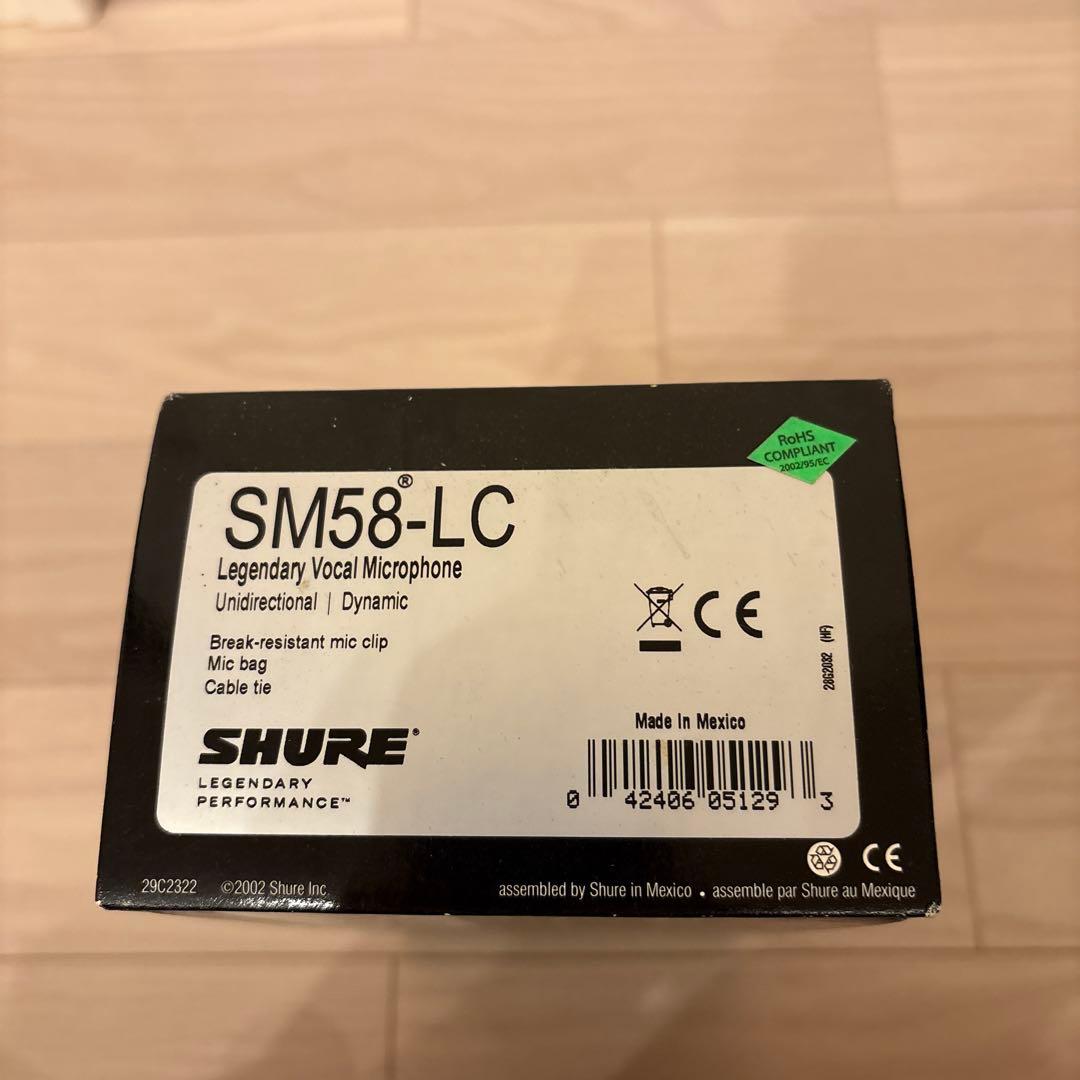 RoHS
COMPLIANT
2002/95/EC
SM58®-LC
Legendary Vocal Microphone
Unidirectional | Dynamic
Break-resistant mic clip
Mic bag
Cable tie
CE
28G2032 (HF)
Made In Mexico
SHURE®
LEGENDARY
PERFORMANCE™
0 42406 05129 3
CE
29C2322 ©2002 Shure Inc
assembled by Shure in Mexico • assemble par Shure au Mexique